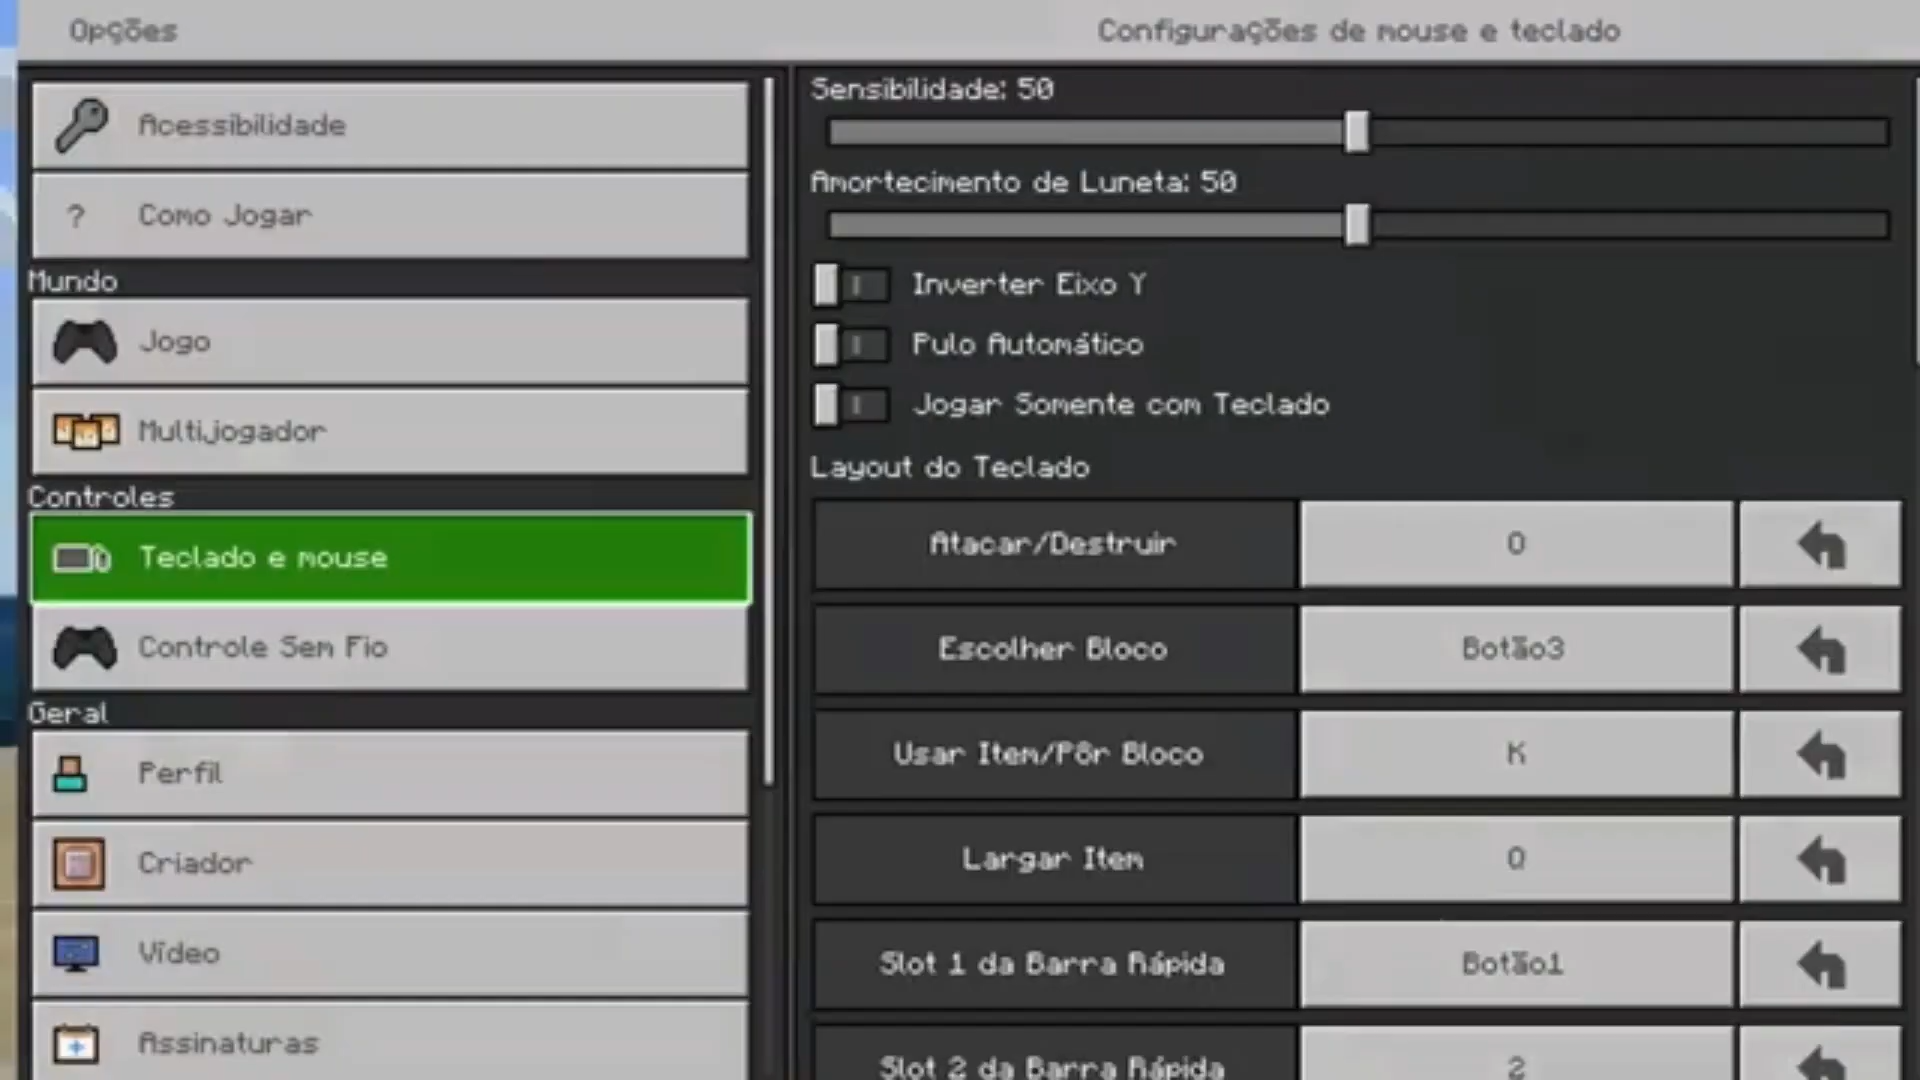 Opções
Configurações de mouse e teclado
Acessibilidade
Como Jogar
Mundo
Jogo
Multijogador
Controles
Teclado e mouse
Controle Sem Fio
Geral
Perfil
Criador
Vídeo
Assinaturas
Sensibilidade: 50
Amortecimento de Luneta: 50
Inverter Eixo Y
Pulo Automático
Jogar Somente com Teclado
Layout do Teclado
Atacar/Destruir O
Escolher Bloco Botão3
Usar Item/Pôr Bloco K
Largar Item Q
Slot 1 da Barra Rápida Botão1
Slot 2 da Barra Rápida 2